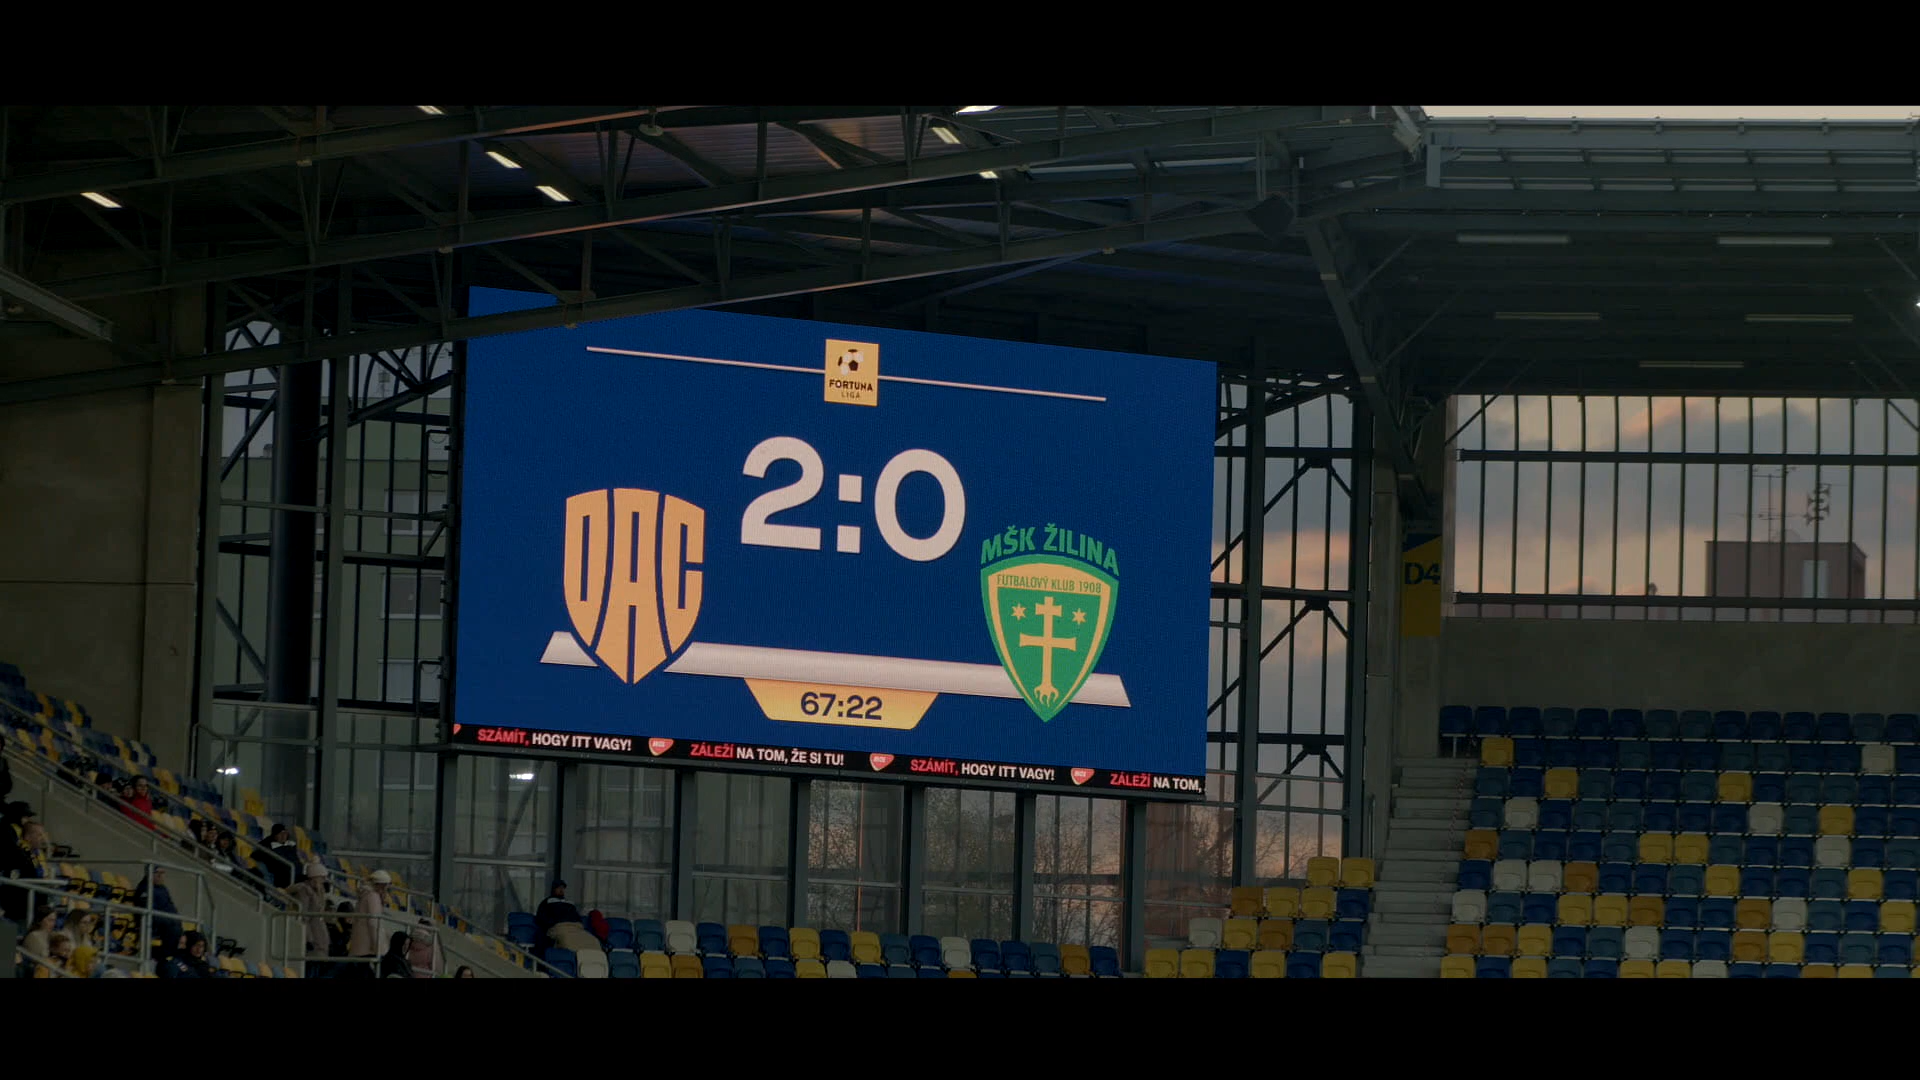 FORTUNA
LIGA
2:0
DAC
MŠK ŽILINA
FUTBALOVÝ KLUB 1908
67:22
SZÁMÍT, HOGY ITT VAGY! ZÁLEŽÍ NA TOM, ŽE SI TU! SZÁMÍT, HOGY ITT VAGY! ZÁLEŽÍ NA TOM,
D4